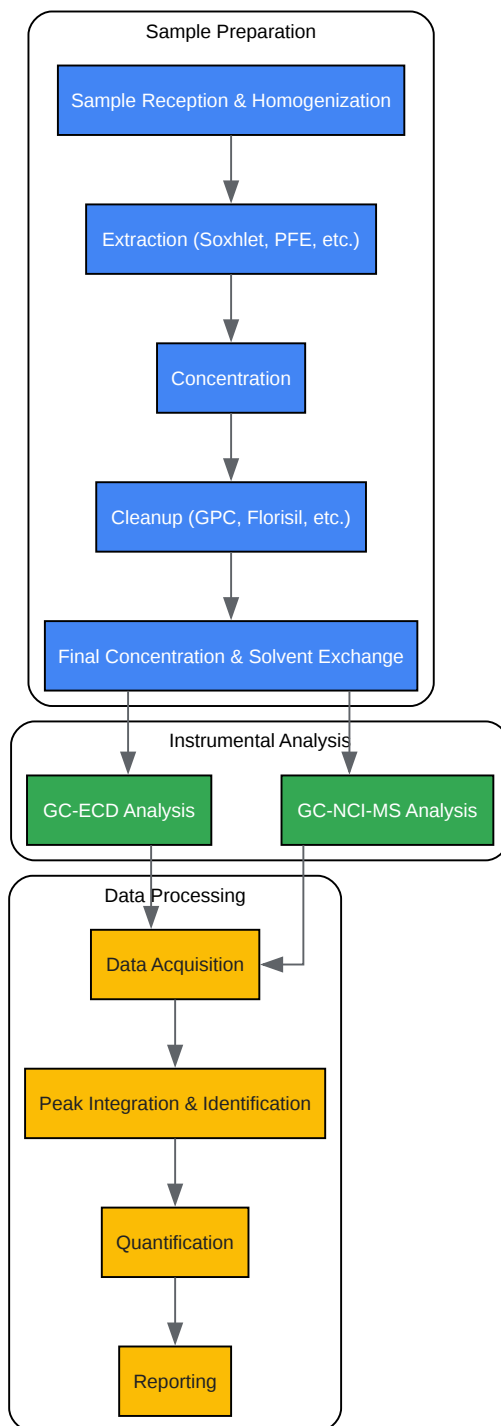 Sample Preparation
Sample Reception & Homogenization
Extraction (Soxhlet, PFE, etc.)
Concentration
Cleanup (GPC, Florisil, etc.)
Final Concentration & Solvent Exchange
Instrumental Analysis
GC-ECD Analysis
GC-NCI-MS Analysis
Data Processing
Data Acquisition
Peak Integration & Identification
Quantification
Reporting